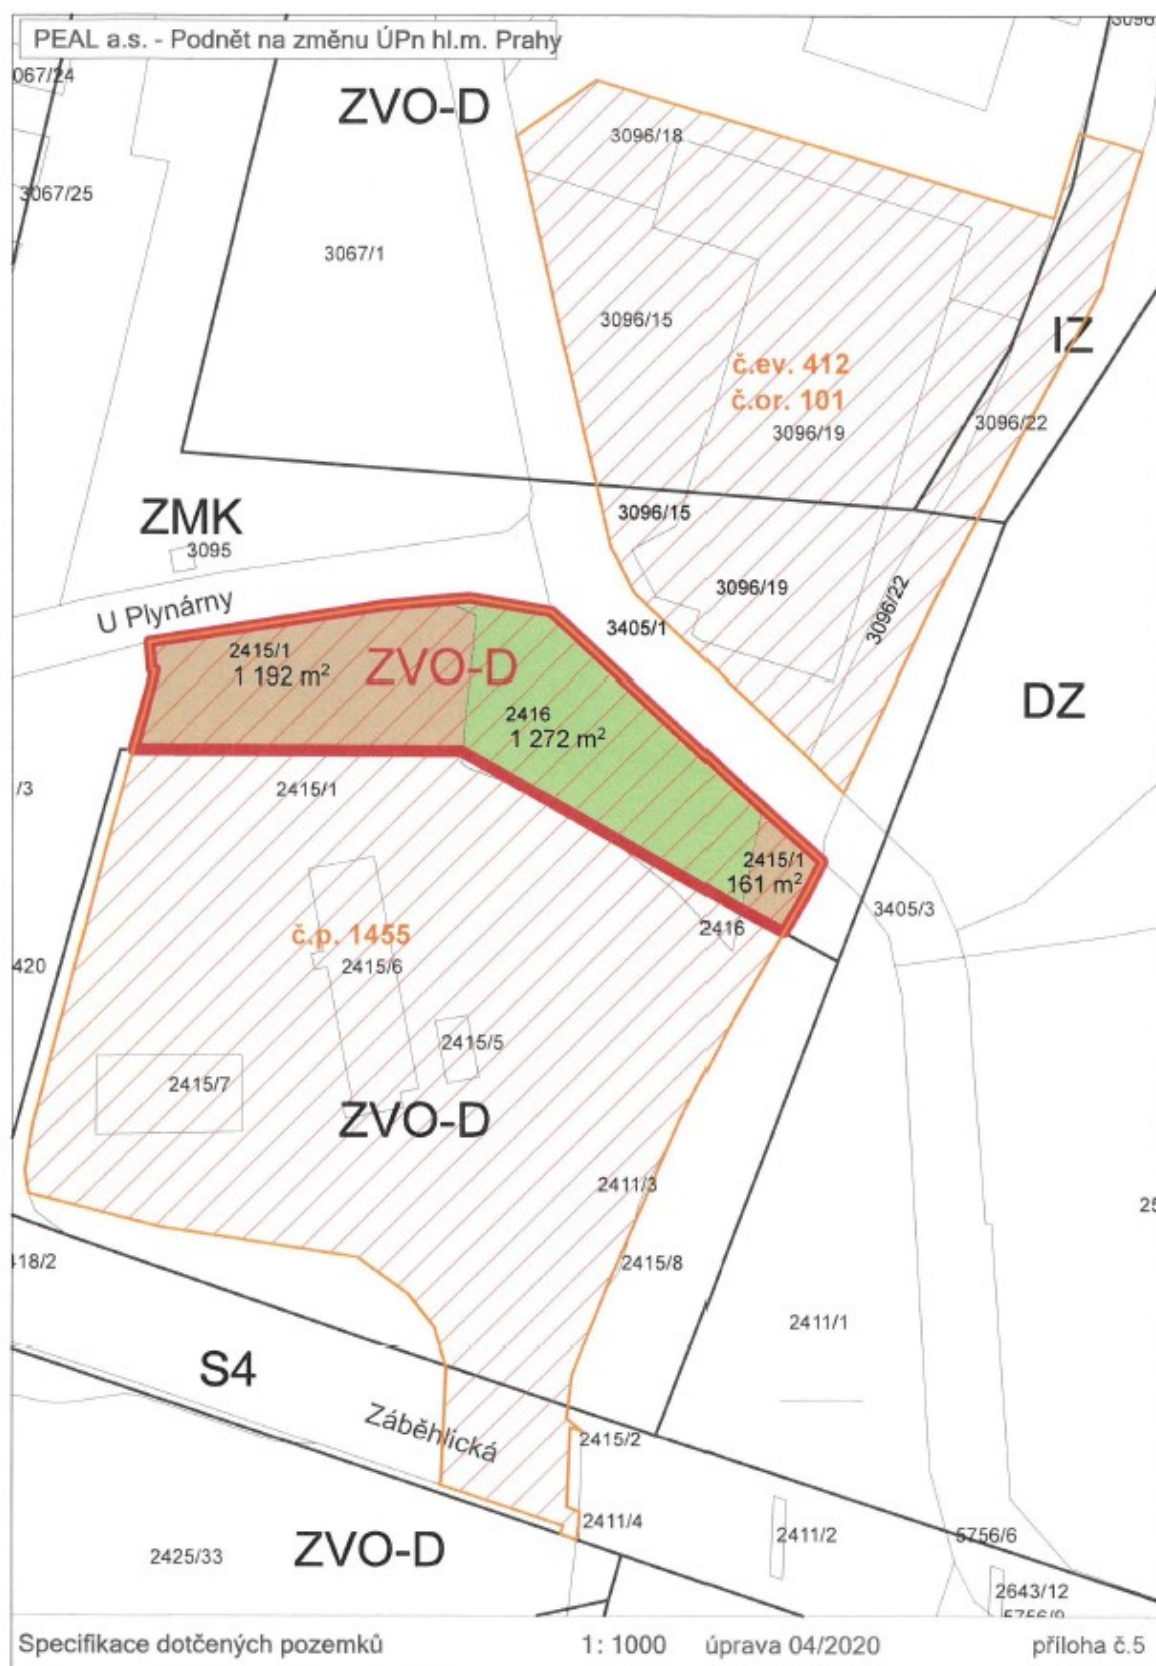 PEAL a.s. - Podnět na změnu ÚPn hl.m. Prahy
3096
067/24
ZVO-D
3096/18
3067/25
3067/1
3096/15
IZ
č.ev. 412
č.or. 101
3096/22
3096/19
ZMK
3096/15
3095
3096/19
3096/22
U Plynárny
3405/1
2415/1
1 192 m²
ZVO-D
DZ
2416
1 272 m²
/3
2415/1
2415/1
161 m²
3405/3
2416
č.p. 1455
420
2415/6
2415/5
2415/7
ZVO-D
2411/3
25
418/2
2415/8
2411/1
S4
Záběhlická
2415/2
2411/4
2411/2
5756/6
ZVO-D
2425/33
2643/12
5756/9
Specifikace dotčených pozemků
1: 1000
úprava 04/2020
příloha č.5